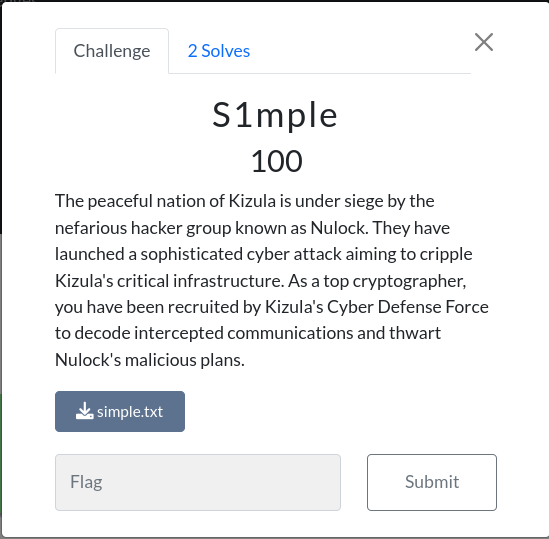 Challenge
2 Solves
S1mple
100
The peaceful nation of Kizula is under siege by the
nefarious hacker group known as Nulock. They have
launched a sophisticated cyber attack aiming to cripple
Kizula's critical infrastructure. As a top cryptographer,
you have been recruited by Kizula's Cyber Defense Force
to decode intercepted communications and thwart
Nulock's malicious plans.
simple.txt
Flag
Submit